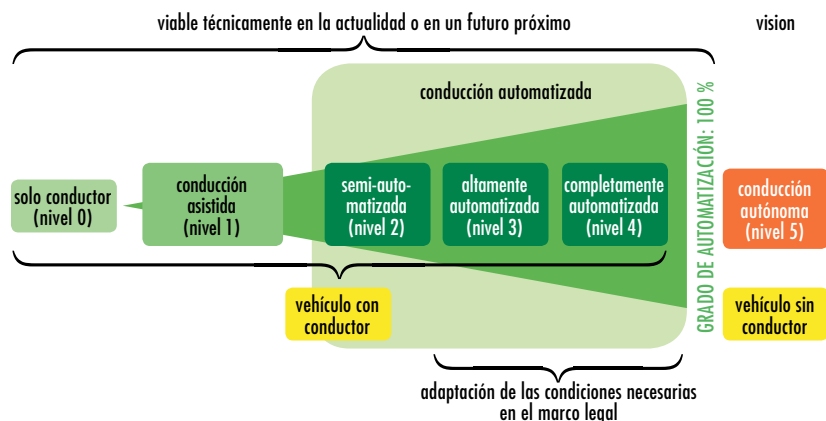 viable técnicamente en la actualidad o en un futuro próximo
vision
conducción automatizada
GRADO DE AUTOMATIZACIÓN: 100 %
solo conductor
(nivel 0)
conducción
asistida
(nivel 1)
semi-auto-
matizada
(nivel 2)
altamente
automatizada
(nivel 3)
completamente
automatizada
(nivel 4)
conducción
autónoma
(nivel 5)
vehículo con
conductor
vehículo sin
conductor
adaptación de las condiciones necesarias
en el marco legal